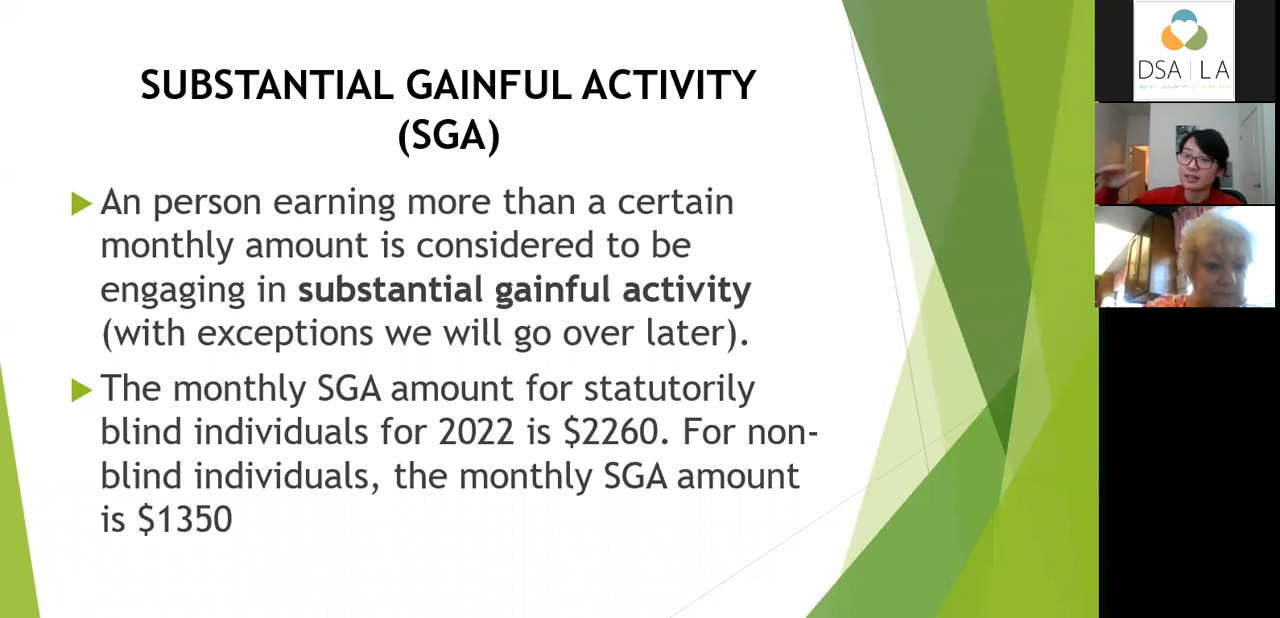 SUBSTANTIAL GAINFUL ACTIVITY
(SGA)
An person earning more than a certain
monthly amount is considered to be
engaging in substantial gainful activity
(with exceptions we will go over later).
The monthly SGA amount for statutorily
blind individuals for 2022 is $2260. For non-
blind individuals, the monthly SGA amount
is $1350
DSA | LA